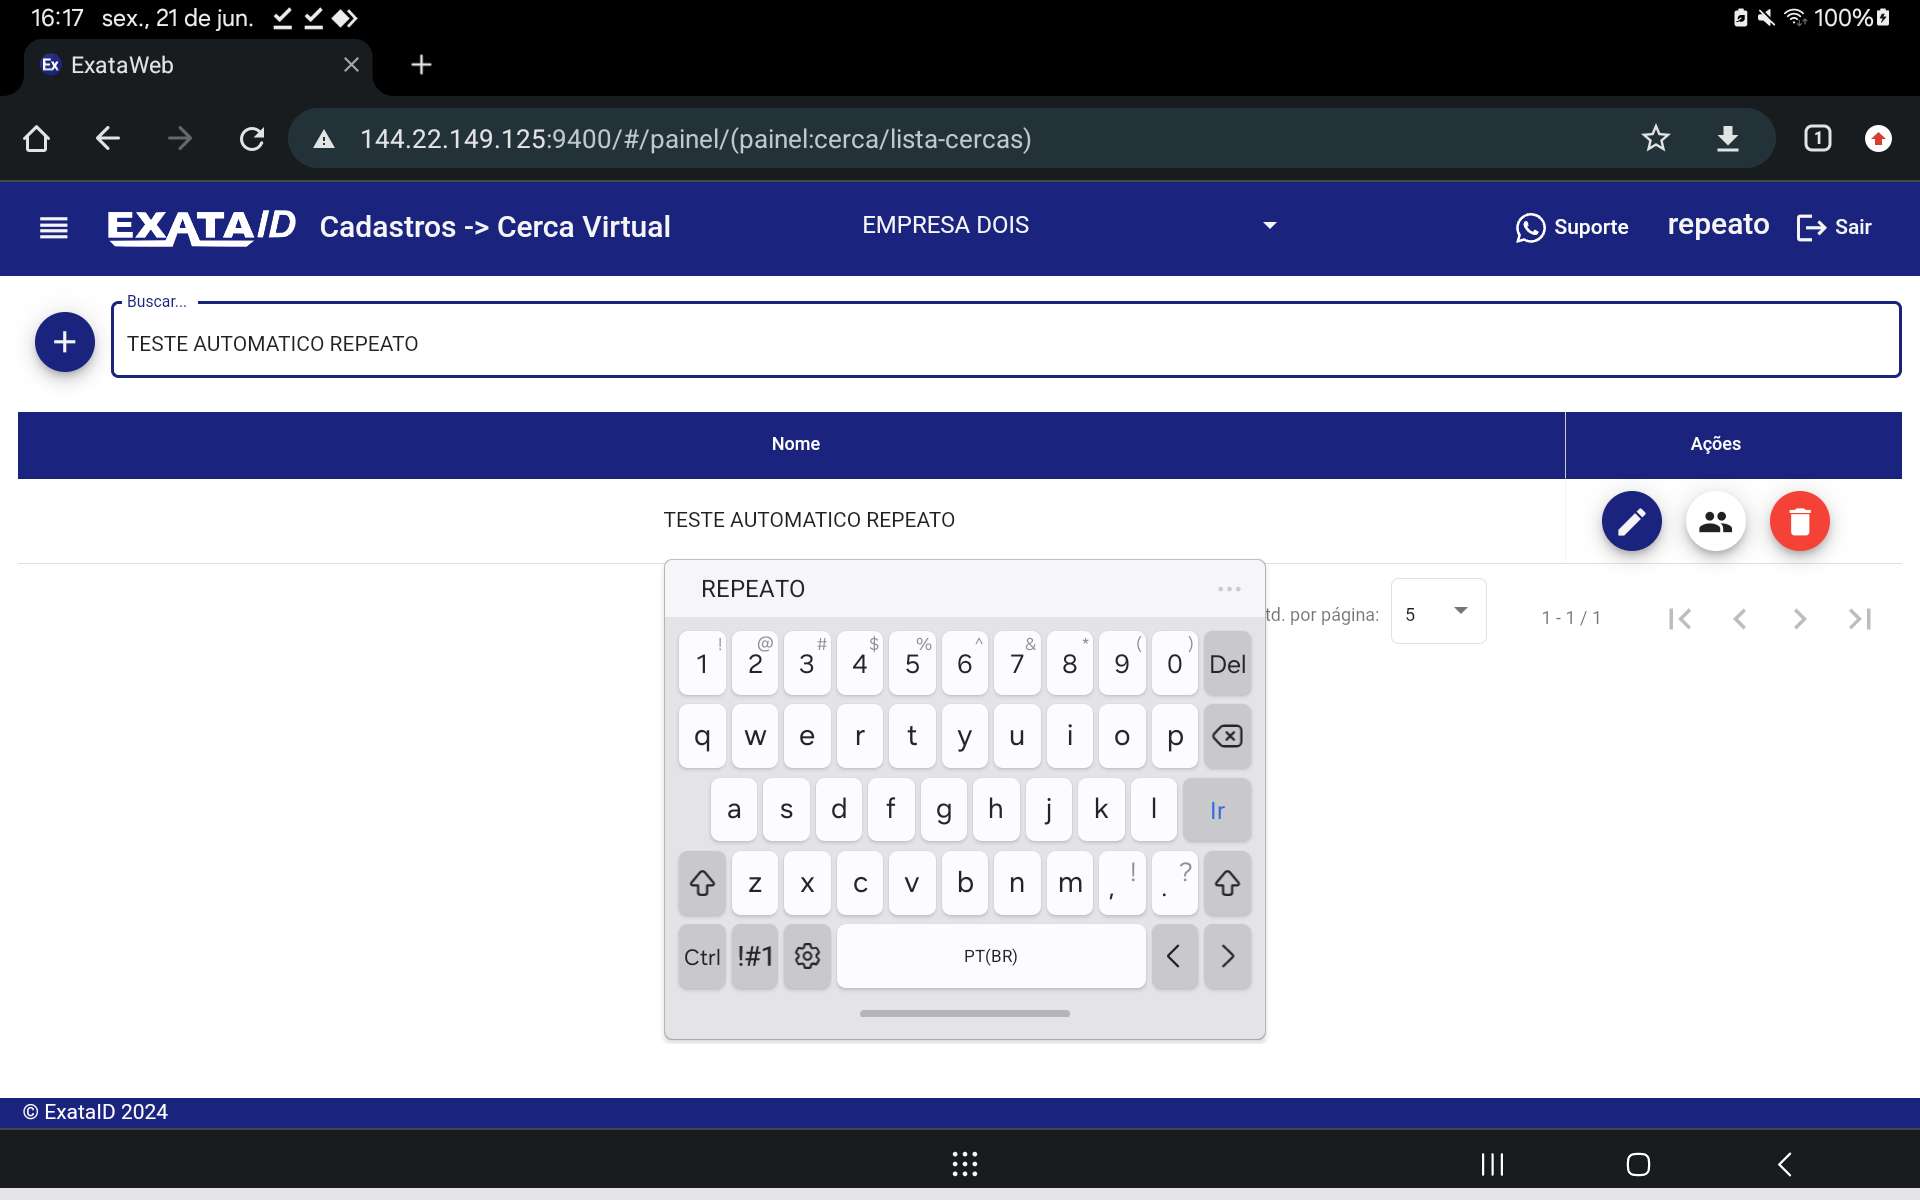 16:17 sex., 21 de jun. 100%
Ex ExataWeb
144.22.149.125:9400/#/painel/(painel:cerca/lista-cercas) 1
EXATAID Cadastros -> Cerca Virtual EMPRESA DOIS Suporte repeato Sair
Buscar...
TESTE AUTOMATICO REPEATO
Nome Ações
TESTE AUTOMATICO REPEATO
REPEATO ...
td. por página: 5 1 - 1 / 1
! @ # $ % ^ & * ( )
1 2 3 4 5 6 7 8 9 0 Del
q w e r t y u i o p
a s d f g h j k l Ir
z x c v b n m , ! . ?
Ctrl !#1 PT(BR) < >
© ExataID 2024